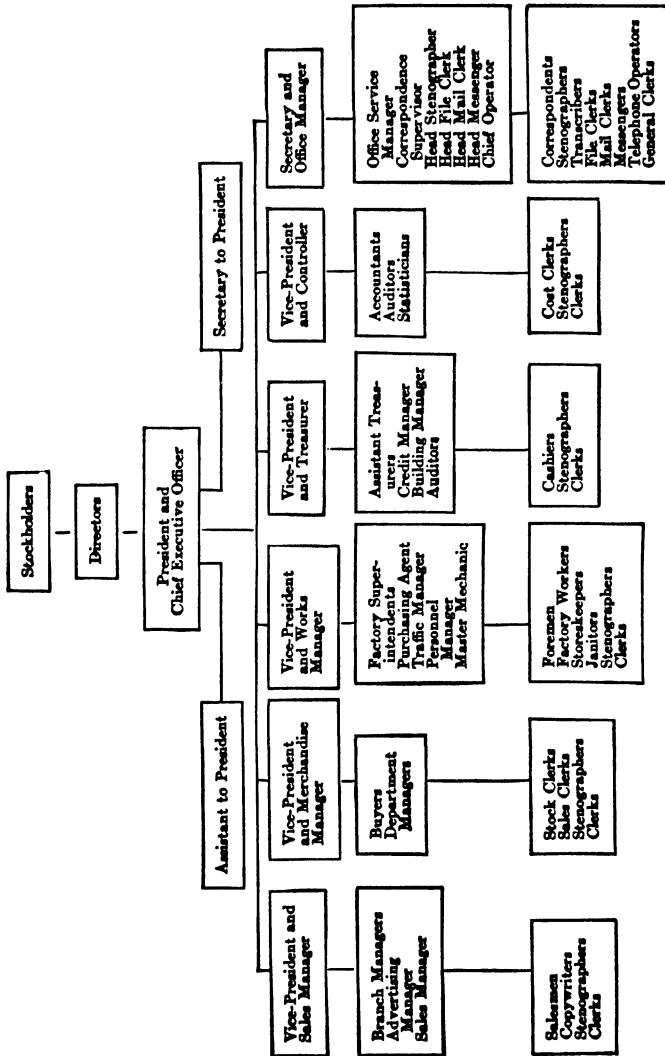 Stockholders
Directors
President and
Chief Executive Officer
Assistant to President
Secretary to President
Vice-President and
Sales Manager
Vice-President
and Merchandise
Manager
Vice-President
and Works
Manager
Vice-President
and Treasurer
Vice-President
and Controller
Secretary and
Office Manager
Branch Managers
Advertising
Manager
Sales Manager
Buyers
Department
Managers
Factory Super-
intendents
Purchasing Agent
Traffic Manager
Personnel
Manager
Master Mechanic
Assistant Treas-
urers
Credit Manager
Building Manager
Auditors
Accountants
Auditors
Statisticians
Office Service
Manager
Correspondence
Supervisor
Head Stenographer
Head File Clerk
Head Mail Clerk
Head Messenger
Chief Operator
Salesmen
Copywriters
Stenographers
Clerks
Stock Clerks
Sales Clerks
Stenographers
Clerks
Foremen
Factory Workers
Storeskeepers
Janitors
Stenographers
Clerks
Cashiers
Stenographers
Clerks
Cost Clerks
Stenographers
Clerks
Correspondents
Stenographers
Transcribers
File Clerks
Mail Clerks
Messengers
Telephone Operators
General Clerks